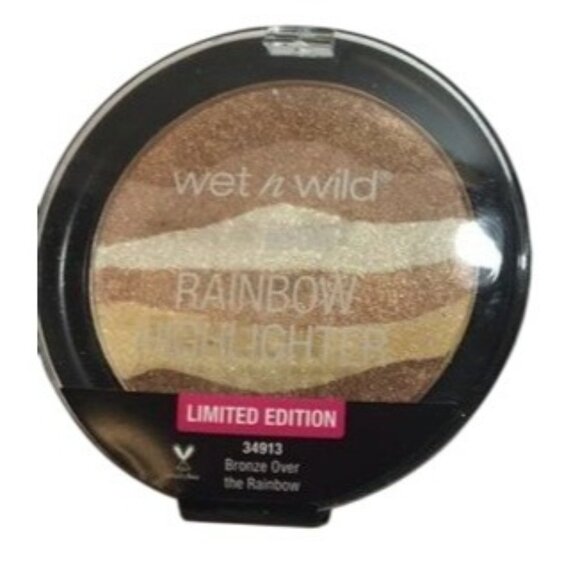 wet n wild®
RAINBOW
HIGHLIGHTER
LIMITED EDITION
34913
Bronze Over
the Rainbow